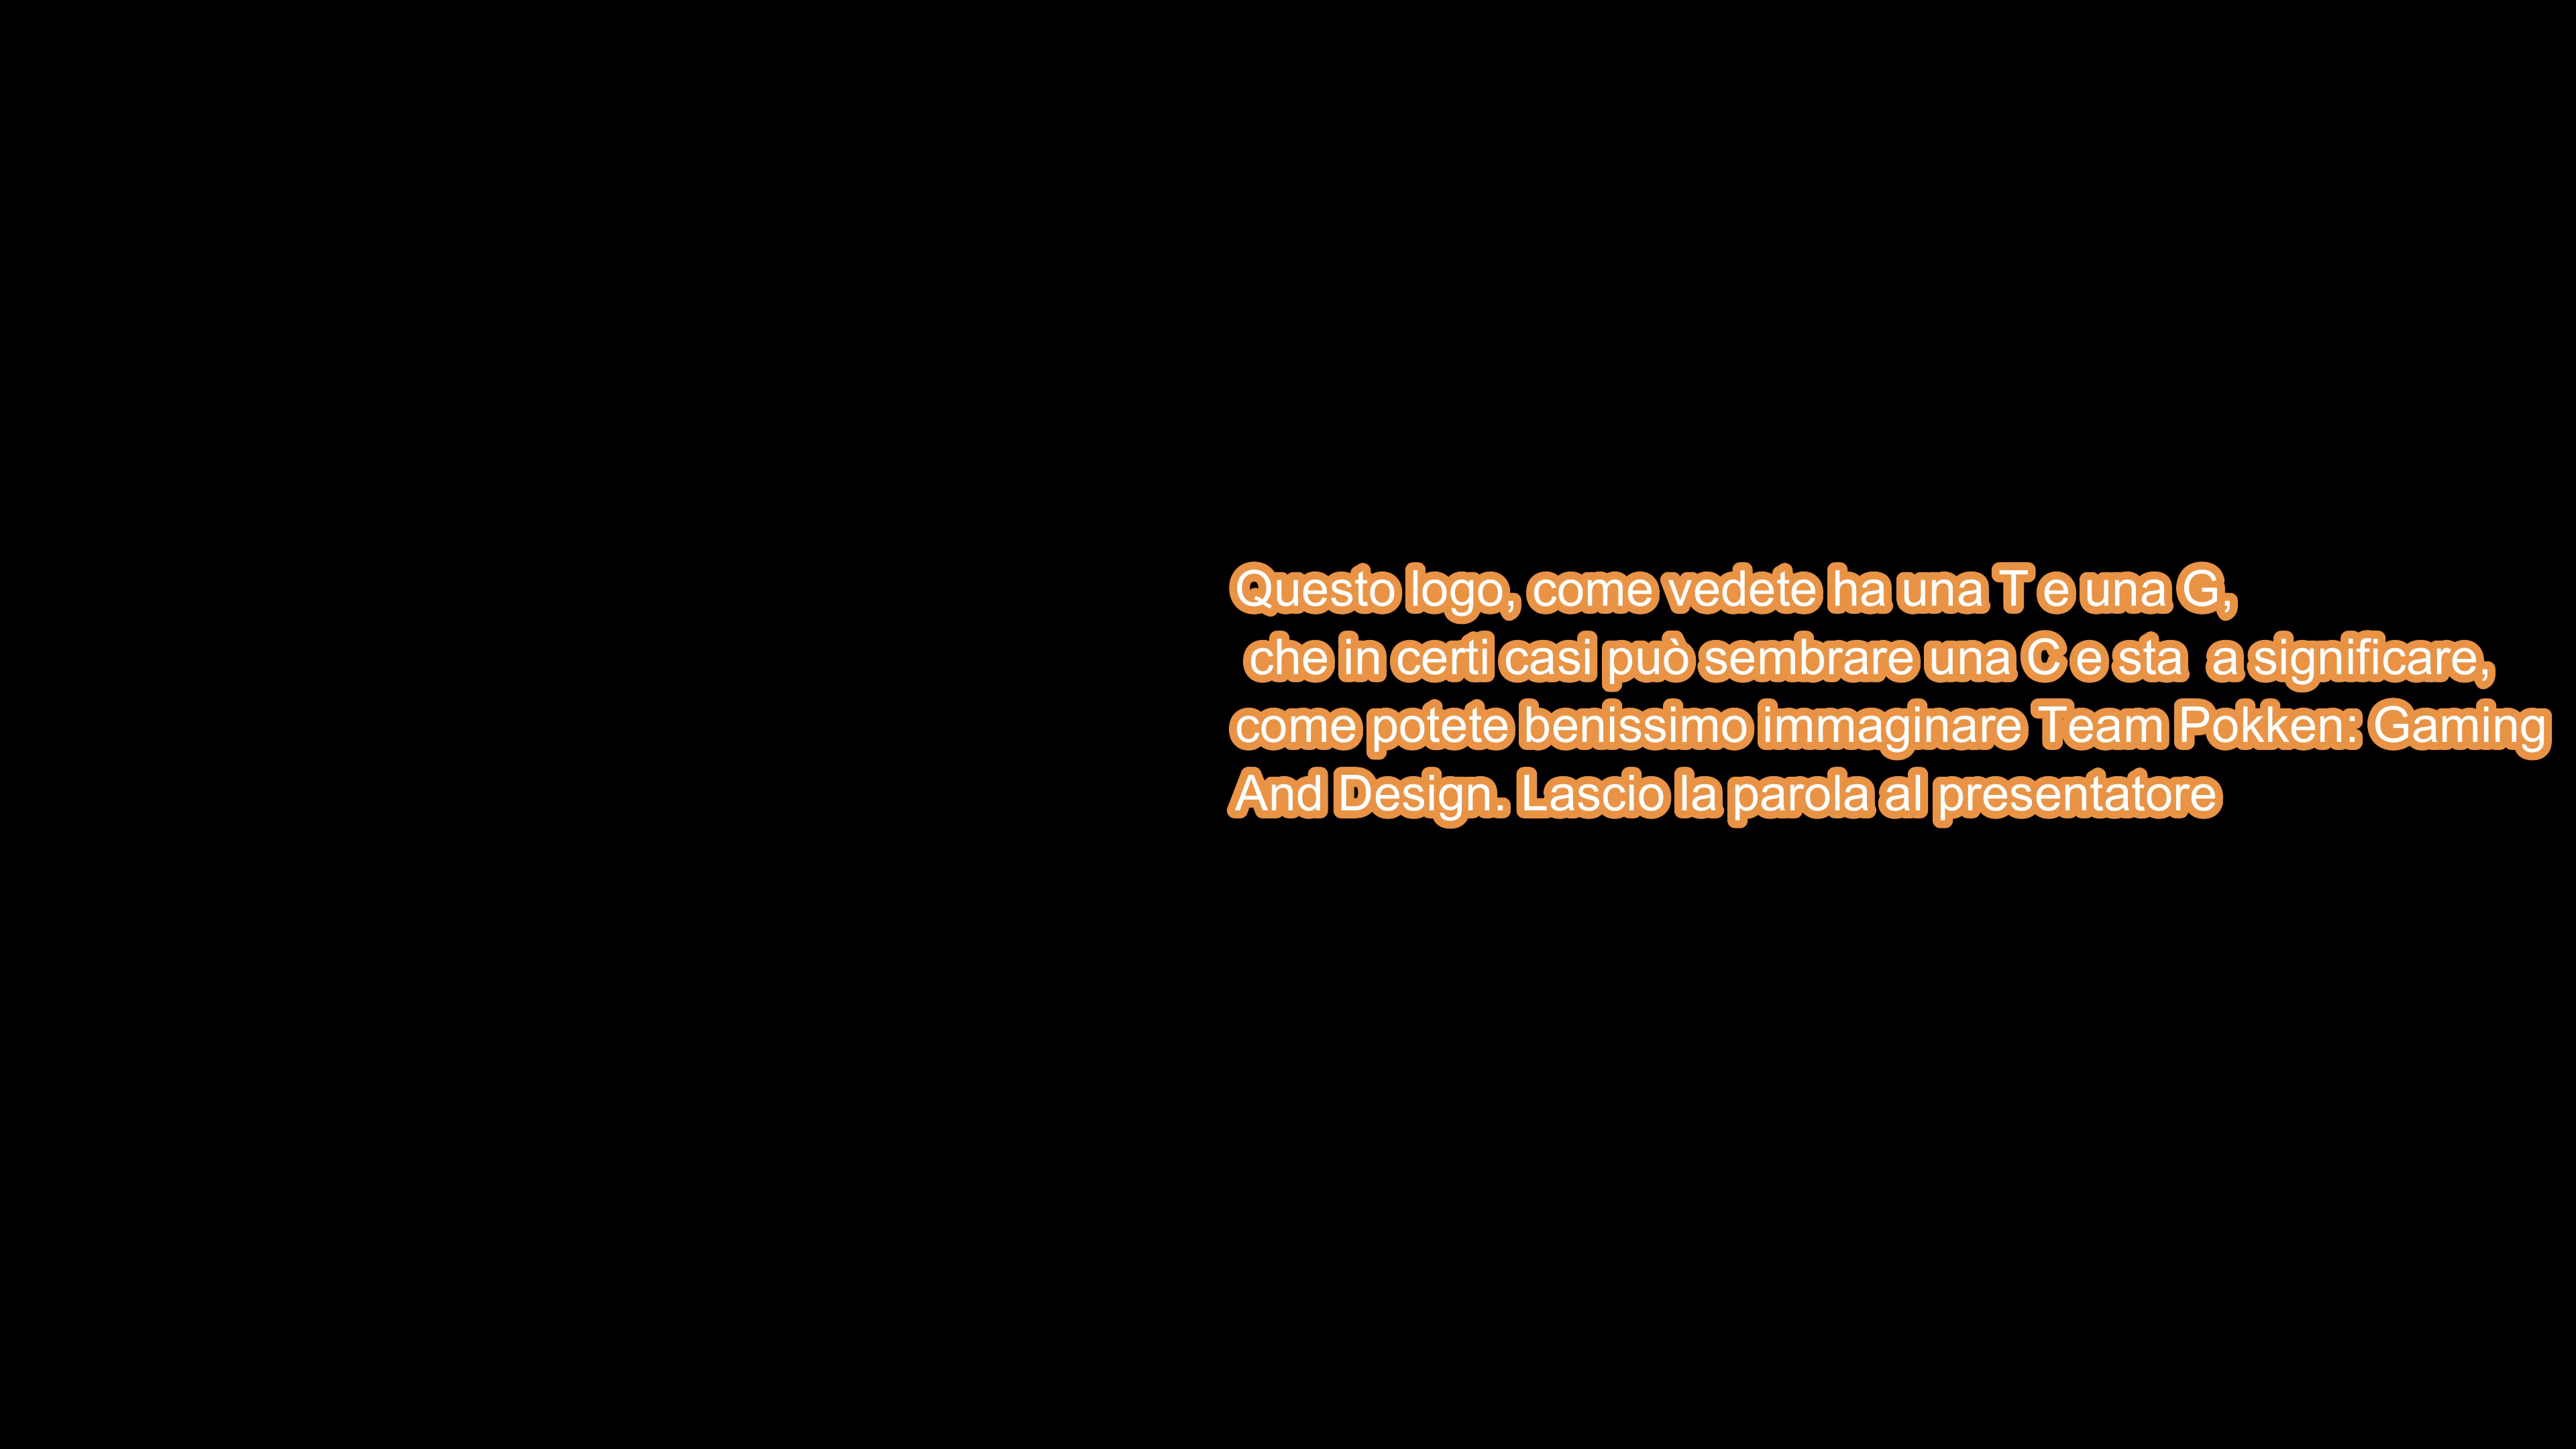 Questo logo, come vedete ha una T e una G,
che in certi casi può sembrare una C e sta  a significare,
come potete benissimo immaginare Team Pokken: Gaming
And Design. Lascio la parola al presentatore